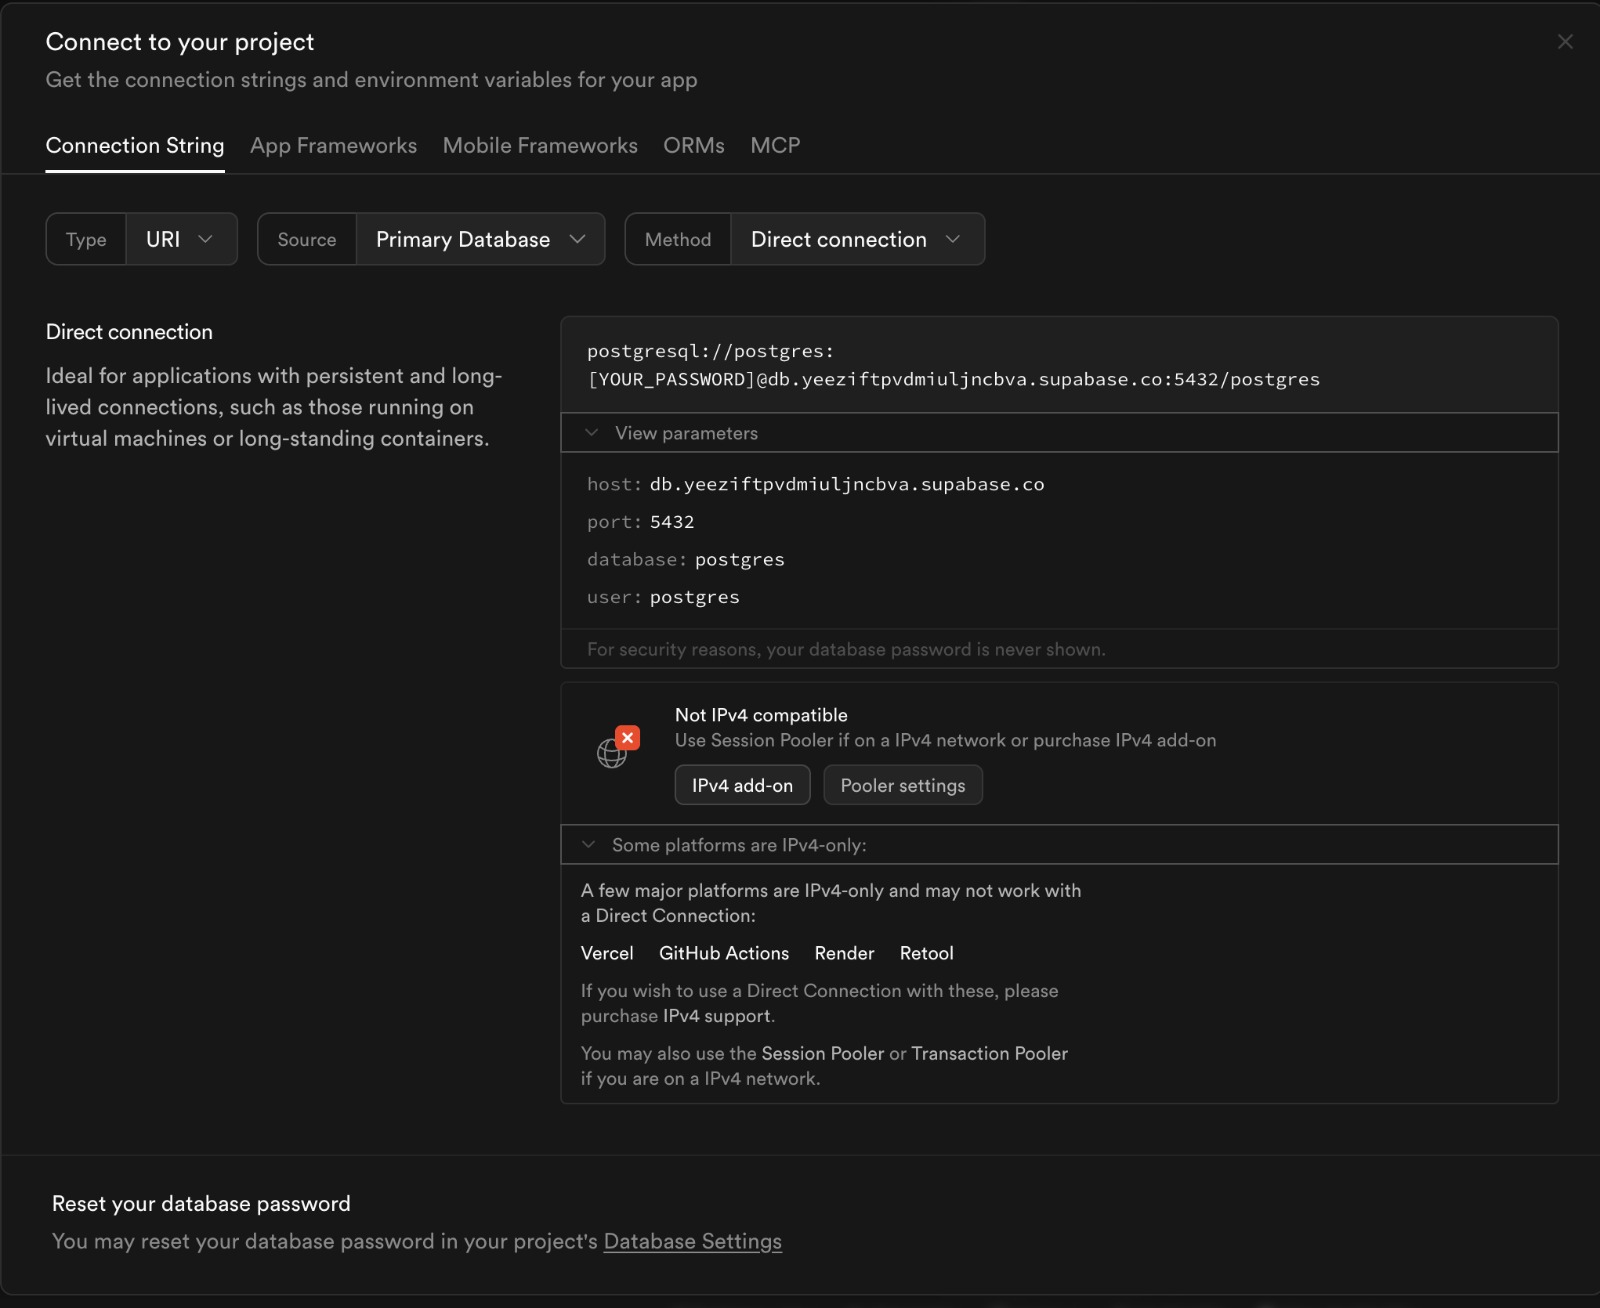 Connect to your project
Get the connection strings and environment variables for your app
Connection String App Frameworks Mobile Frameworks ORMs MCP
Type URI Source Primary Database Method Direct connection
Direct connection
Ideal for applications with persistent and long-
lived connections, such as those running on
virtual machines or long-standing containers.
postgresql://postgres:
[YOUR_PASSWORD]@db.yeeziftpvdmiuljncbva.supabase.co:5432/postgres
View parameters
host: db.yeeziftpvdmiuljncbva.supabase.co
port: 5432
database: postgres
user: postgres
For security reasons, your database password is never shown.
Not IPv4 compatible
Use Session Pooler if on a IPv4 network or purchase IPv4 add-on
IPv4 add-on Pooler settings
Some platforms are IPv4-only:
A few major platforms are IPv4-only and may not work with
a Direct Connection:
Vercel GitHub Actions Render Retool
If you wish to use a Direct Connection with these, please
purchase IPv4 support.
You may also use the Session Pooler or Transaction Pooler
if you are on a IPv4 network.
Reset your database password
You may reset your database password in your project's Database Settings